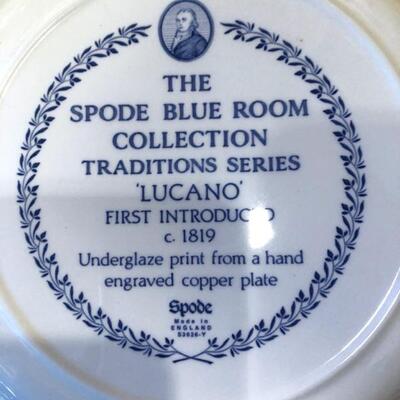 THE
SPODE BLUE ROOM
COLLECTION
TRADITIONS SERIES
'LUCANO'
FIRST INTRODUCED
c. 1819
Underglaze print from a hand
engraved copper plate
Spode
Made in
ENGLAND
S3626-Y